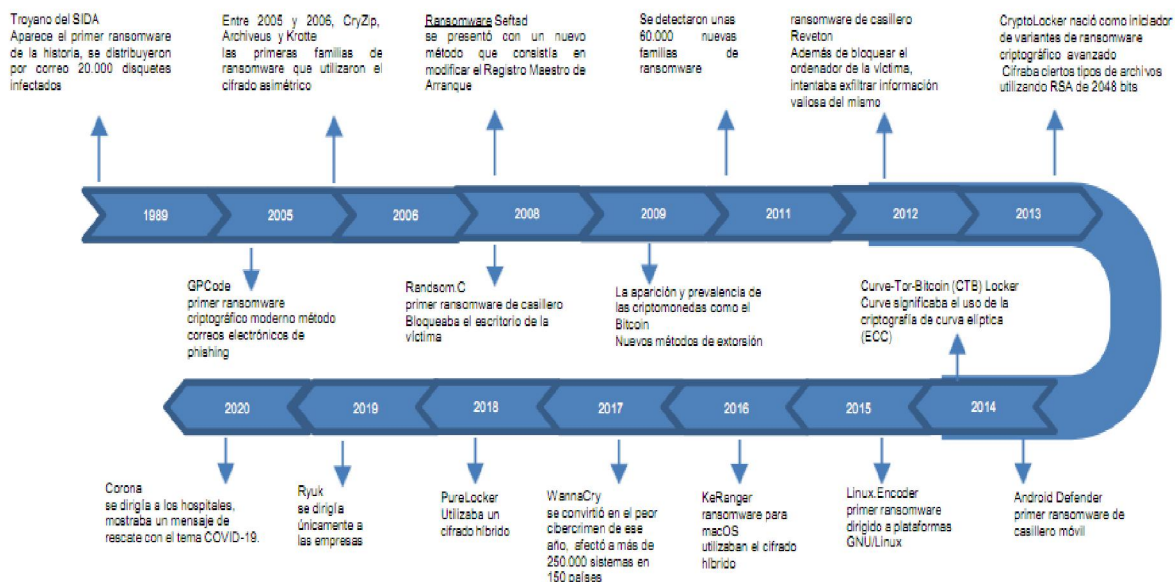 Troyano del SIDA
Aparece el primer ransomware
de la historia, se distribuyeron
por correo 20.000 disquetes
infectados
Entre 2005 y 2006, CryZip,
Archiveus y Krotte
las primeras familias de
ransomware que utilizaron el
cifrado asimétrico
Ransomware Seftad
se presentó con un nuevo
método que consistía en
modificar el Registro Maestro de
Arranque
Se detectaron unas
60.000 nuevas
familias de
ransomware
ransomware de casillero
Reveton
Además de bloquear el
ordenador de la víctima,
intentaba exfiltrar información
valiosa del mismo
CryptoLocker nació como iniciador
de variantes de ransomware
criptográfico avanzado
Cifraba ciertos tipos de archivos
utilizando RSA de 2048 bits
1989
2005
2006
2008
2009
2011
2012
2013
GPCode
primer ransomware
criptográfico moderno método
correos electrónicos de
phishing
Randsom.C
primer ransomware de casillero
Bloqueaba el escritorio de la
víctima
La aparición y prevalencia de
las criptomonedas como el
Bitcoin
Nuevos métodos de extorsión
Curve-Tor-Bitcoin (CTB) Locker
Curve significaba el uso de la
criptografía de curva elíptica
(ECC)
2020
2019
2018
2017
2016
2015
2014
Corona
se dirigía a los hospitales,
mostraba un mensaje de
rescate con el tema COVID-19.
Ryuk
se dirigía
únicamente a
las empresas
PureLocker
Utilizaba un
cifrado híbrido
WannaCry
se convirtió en el peor
cibercrimen de ese
año, afectó a más de
250.000 sistemas en
150 países
KeRanger
ransomware para
macOS
utilizaban el cifrado
híbrido
Linux.Encoder
primer ransomware
dirigido a plataformas
GNU/Linux
Android Defender
primer ransomware de
casillero móvil